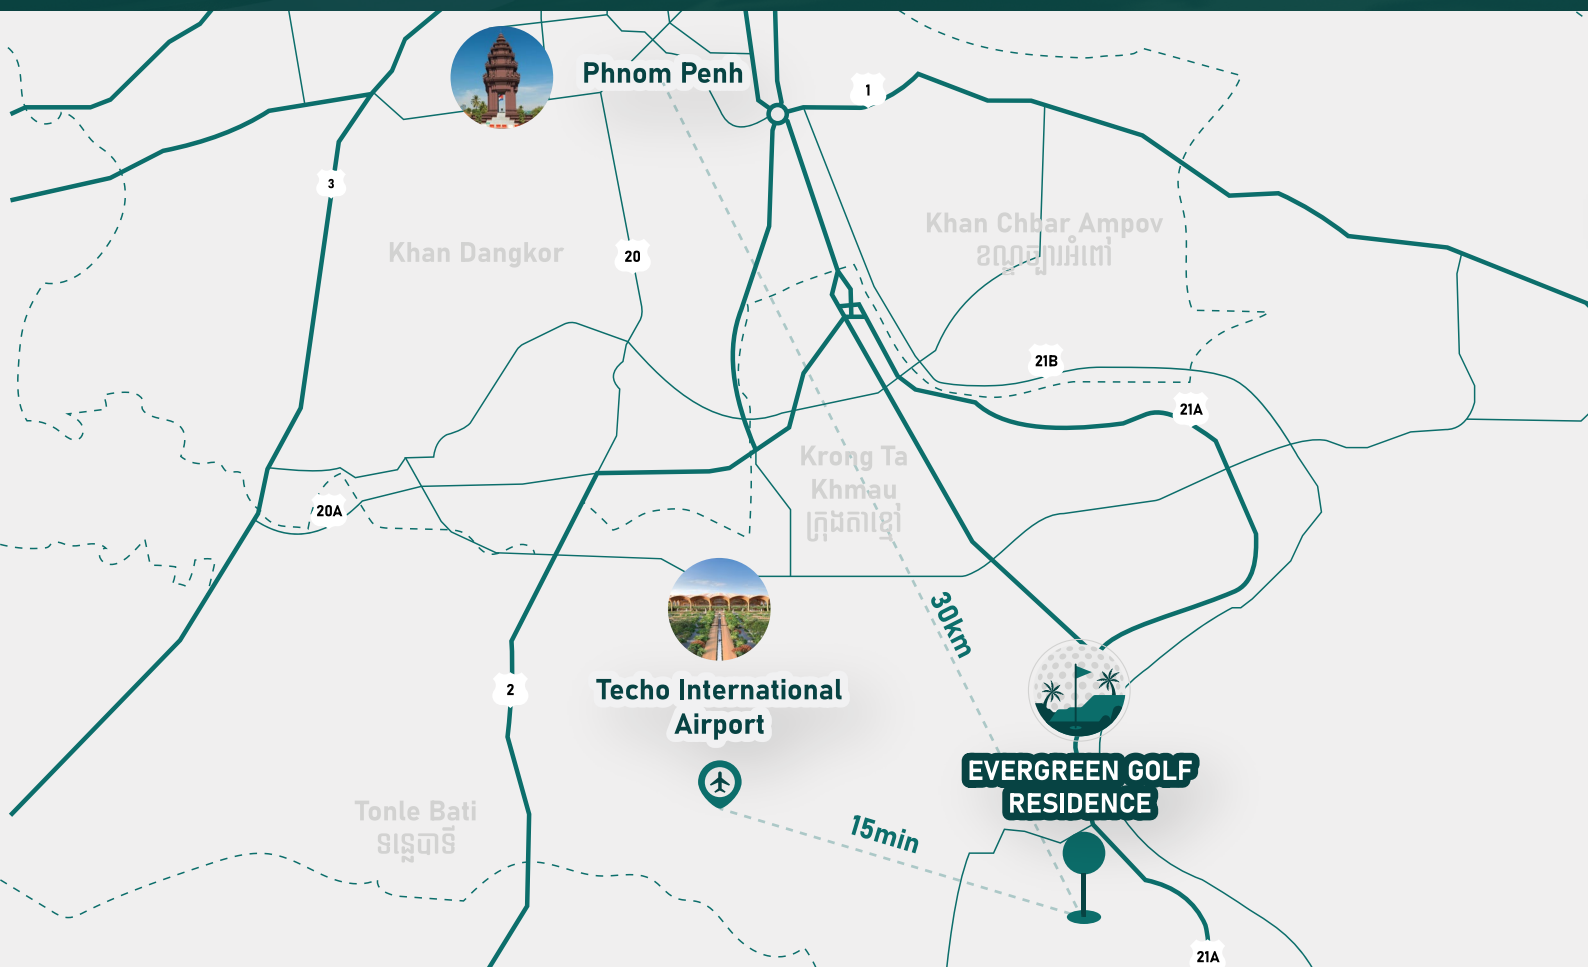 Phnom Penh
1
3
Khan Chbar Ampov
ខណ្ឌច្បារអំពៅ
Khan Dangkor
20
21B
21A
Krong Ta
Khmau
ក្រុងតាខ្មៅ
20A
30km
2
Techo International
Airport
EVERGREEN GOLF
RESIDENCE
Tonle Bati
ទន្លេបាទី
15min
21A